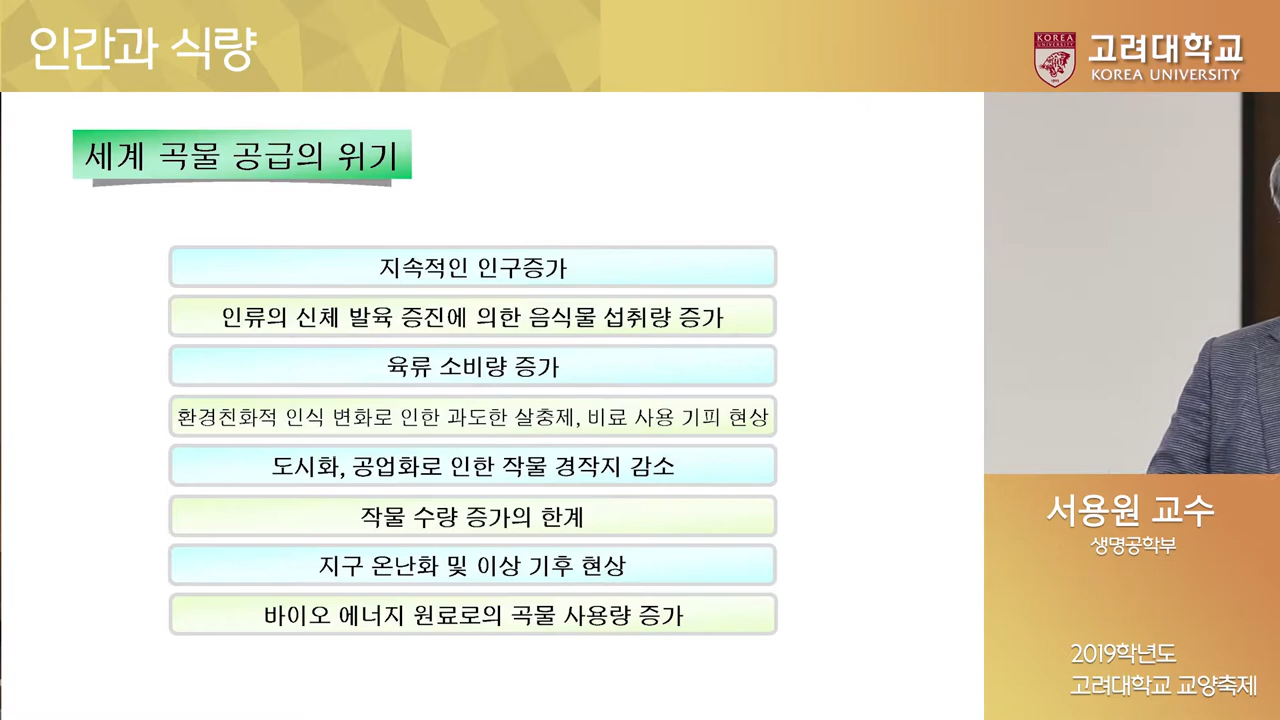 인간과 식량
KOREA
UNIVERSITY
고려대학교
KOREA UNIVERSITY
세계 곡물 공급의 위기
지속적인 인구증가
인류의 신체 발육 증진에 의한 음식물 섭취량 증가
육류 소비량 증가
환경친화적 인식 변화로 인한 과도한 살충제, 비료 사용 기피 현상
도시화, 공업화로 인한 작물 경작지 감소
작물 수량 증가의 한계
지구 온난화 및 이상 기후 현상
바이오 에너지 원료로의 곡물 사용량 증가
서용원 교수
생명공학부
2019학년도
고려대학교 교양축제